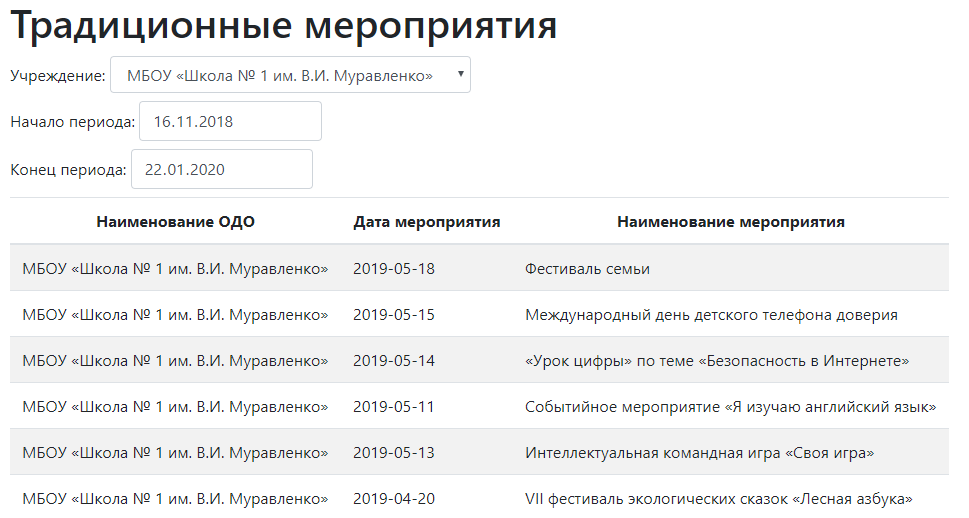 Традиционные мероприятия
Учреждение: МБОУ «Школа № 1 им. В.И. Муравленко»
Начало периода: 16.11.2018
Конец периода: 22.01.2020
Наименование ОДО Дата мероприятия Наименование мероприятия
МБОУ «Школа № 1 им. В.И. Муравленко» 2019-05-18 Фестиваль семьи
МБОУ «Школа № 1 им. В.И. Муравленко» 2019-05-15 Международный день детского телефона доверия
МБОУ «Школа № 1 им. В.И. Муравленко» 2019-05-14 «Урок цифры» по теме «Безопасность в Интернете»
МБОУ «Школа № 1 им. В.И. Муравленко» 2019-05-11 Событийное мероприятие «Я изучаю английский язык»
МБОУ «Школа № 1 им. В.И. Муравленко» 2019-05-13 Интеллектуальная командная игра «Своя игра»
МБОУ «Школа № 1 им. В.И. Муравленко» 2019-04-20 VII фестиваль экологических сказок «Лесная азбука»